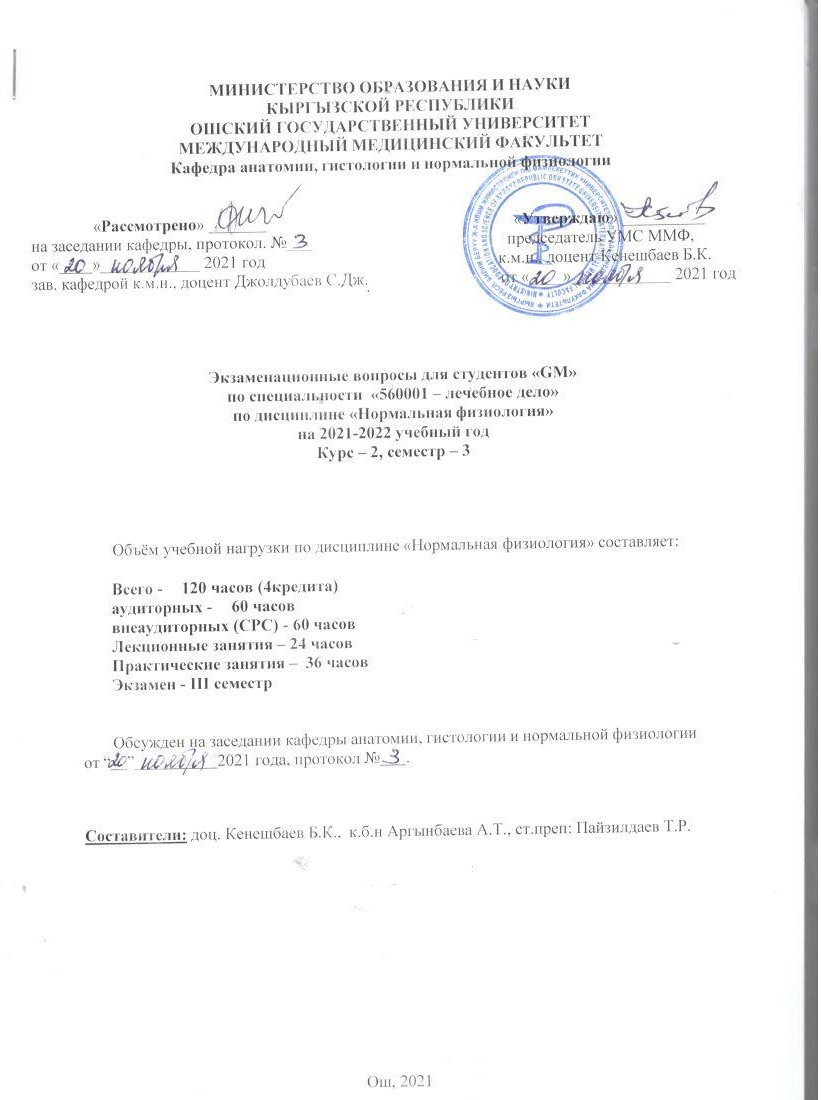 МИНИСТЕРСТВО ОБРАЗОВАНИЯ И НАУКИ
КЫРГЫЗСКОЙ РЕСПУБЛИКИ
ОШСКИЙ ГОСУДАРСТВЕННЫЙ УНИВЕРСИТЕТ
МЕЖДУНАРОДНЫЙ МЕДИЦИНСКИЙ ФАКУЛЬТЕТ
Кафедра анатомии, гистологии и нормальной физиологии
«Рассмотрено»
на заседании кафедры, протокол. № 3
от « 20 » ноября 2021 год
зав. кафедрой к.м.н., доцент Джолдубаев С.Дж.
«Утверждаю»
председатель УМС ММФ,
к.м.н., доцент Кенешбаев Б.К.
от « 20 » ноября 2021 год
Экзаменационные вопросы для студентов «GM»
по специальности «560001 – лечебное дело»
по дисциплине «Нормальная физиология»
на 2021-2022 учебный год
Курс – 2, семестр – 3
Объём учебной нагрузки по дисциплине «Нормальная физиология» составляет:
Всего - 120 часов (4кредита)
аудиторных - 60 часов
внеаудиторных (СРС) - 60 часов
Лекционные занятия – 24 часов
Практические занятия – 36 часов
Экзамен - III семестр
Обсужден на заседании кафедры анатомии, гистологии и нормальной физиологии
от “20” ноября 2021 года, протокол № 3.
Составители: доц. Кенешбаев Б.К., к.б.н Аргынбаева А.Т., ст.преп: Пайзилдаев Т.Р.
Ош, 2021